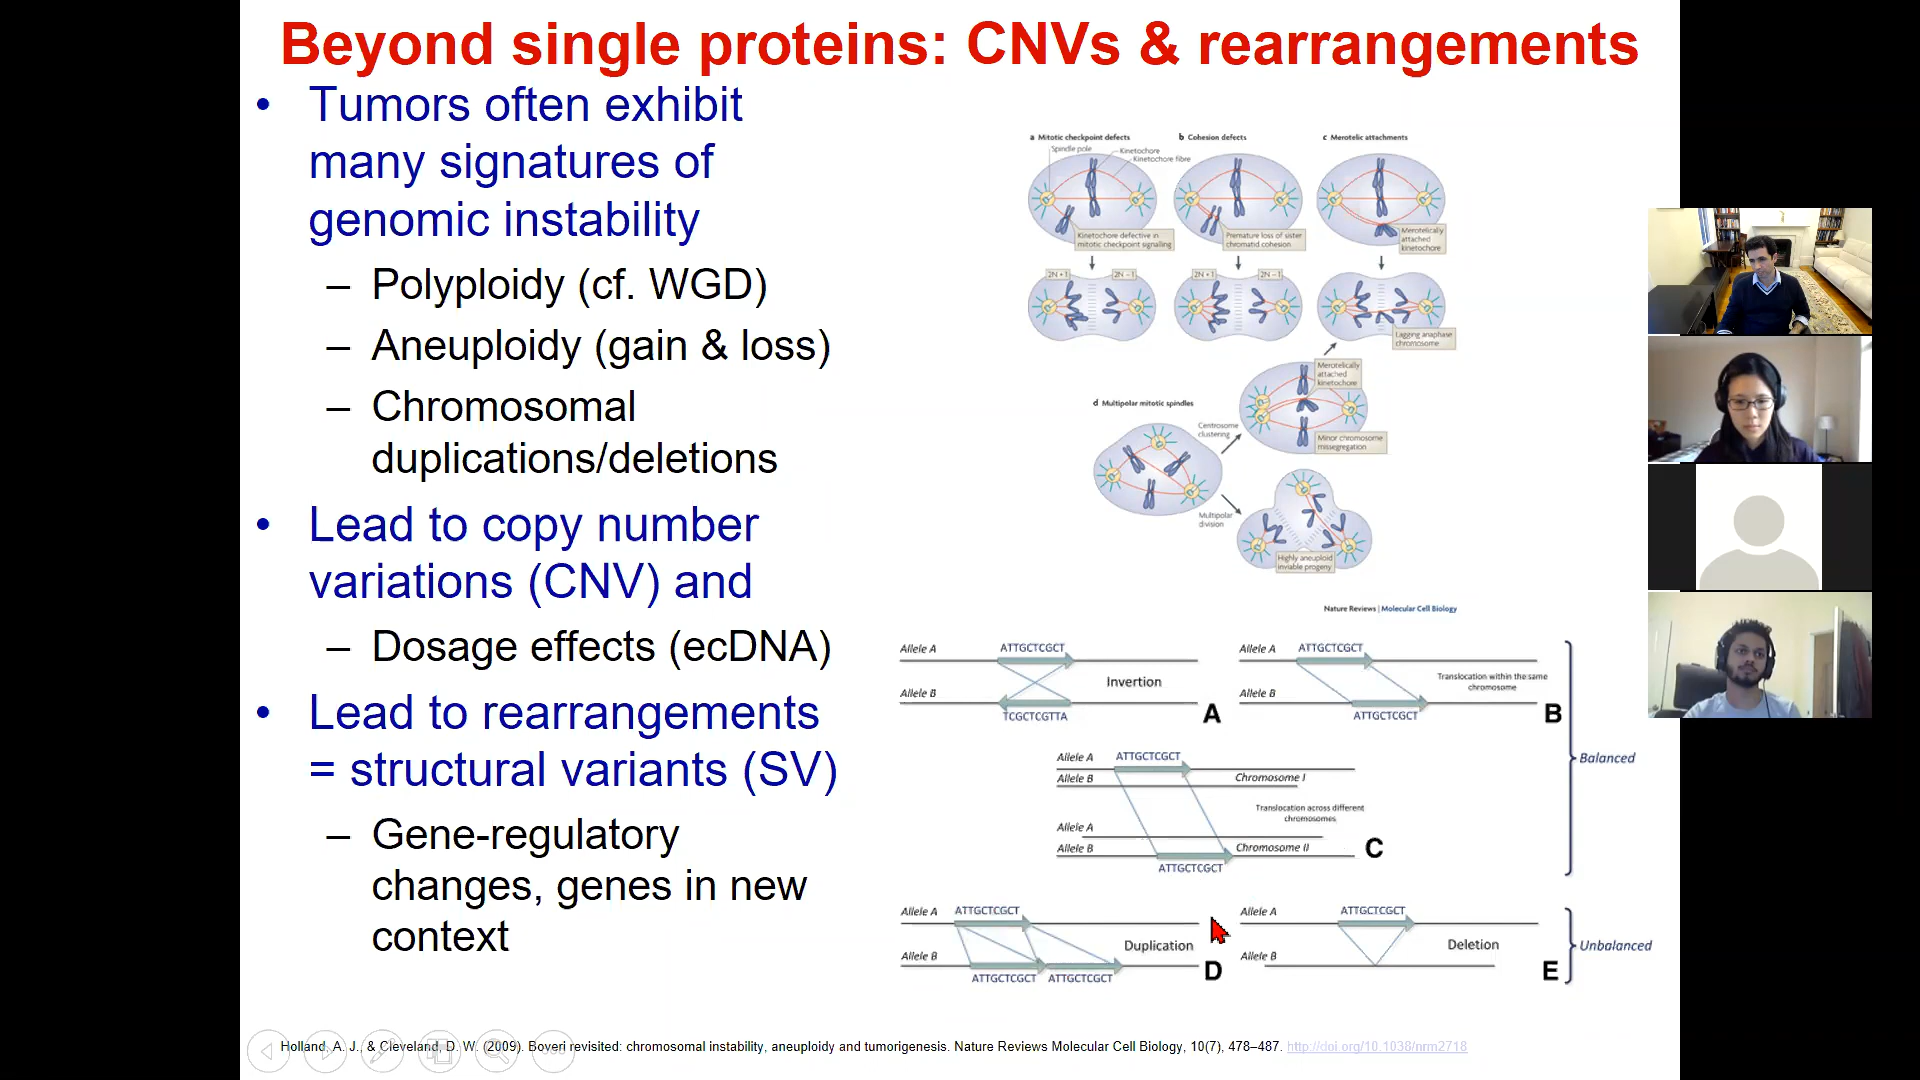 Beyond single proteins: CNVs & rearrangements
• Tumors often exhibit
many signatures of
genomic instability
– Polyploidy (cf. WGD)
– Aneuploidy (gain & loss)
– Chromosomal
duplications/deletions
• Lead to copy number
variations (CNV) and
– Dosage effects (ecDNA)
• Lead to rearrangements
= structural variants (SV)
– Gene-regulatory
changes, genes in new
context
a Mitotic checkpoint defects
Spindle pole
Kinetochore
Kinetochore fibre
Kinetochore defective in
mitotic checkpoint signalling
2N + 1
2N – 1
b Cohesion defects
Premature loss of sister
chromatid cohesion
2N + 1
2N – 1
c Merotelic attachments
Merotelically
attached
kinetochore
Lagging anaphase
chromosome
d Multipolar mitotic spindles
Centrosome
clustering
Merotelically
attached
kinetochore
Minor chromosome
missegregation
Multipolar
division
Highly aneuploid
inviable progeny
Nature Reviews | Molecular Cell Biology
Allele A
ATTGCTCGCT
Allele B
TCGCTCGTTA
Invertion
A
Allele A
ATTGCTCGCT
Allele B
ATTGCTCGCT
Translocation within the same
chromosome
B
Allele A
ATTGCTCGCT
Allele B
Chromosome I
Translocation across different
chromosomes
Allele A
Allele B
Chromosome II
ATTGCTCGCT
C
Balanced
Allele A
ATTGCTCGCT
Allele B
ATTGCTCGCT ATTGCTCGCT
Duplication
D
Allele A
ATTGCTCGCT
Allele B
Deletion
E
Unbalanced
Holland, A. J., & Cleveland, D. W. (2009). Boveri revisited: chromosomal instability, aneuploidy and tumorigenesis. Nature Reviews Molecular Cell Biology, 10(7), 478–487. http://doi.org/10.1038/nrm2718